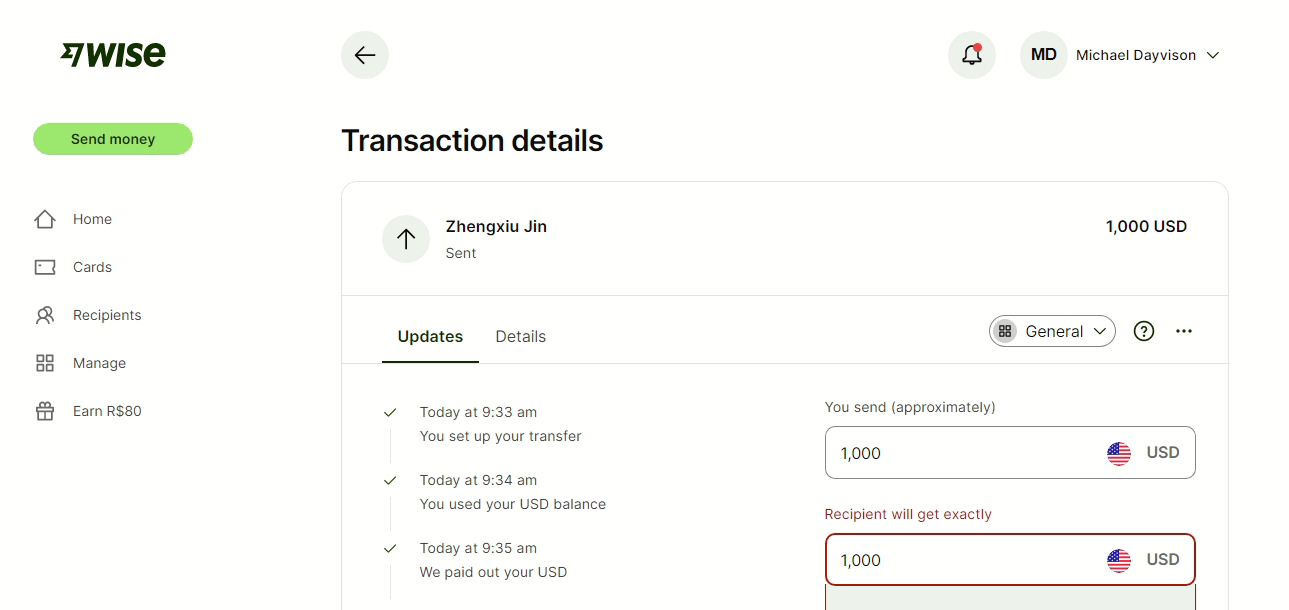 WISE
MD
Michael Dayvison
Send money
Transaction details
Home
Cards
Recipients
Manage
Earn R$80
Zhengxiu Jin
1,000 USD
Sent
Updates
Details
General
?
Today at 9:33 am
You set up your transfer
Today at 9:34 am
You used your USD balance
Today at 9:35 am
We paid out your USD
You send (approximately)
1,000
USD
Recipient will get exactly
1,000
USD